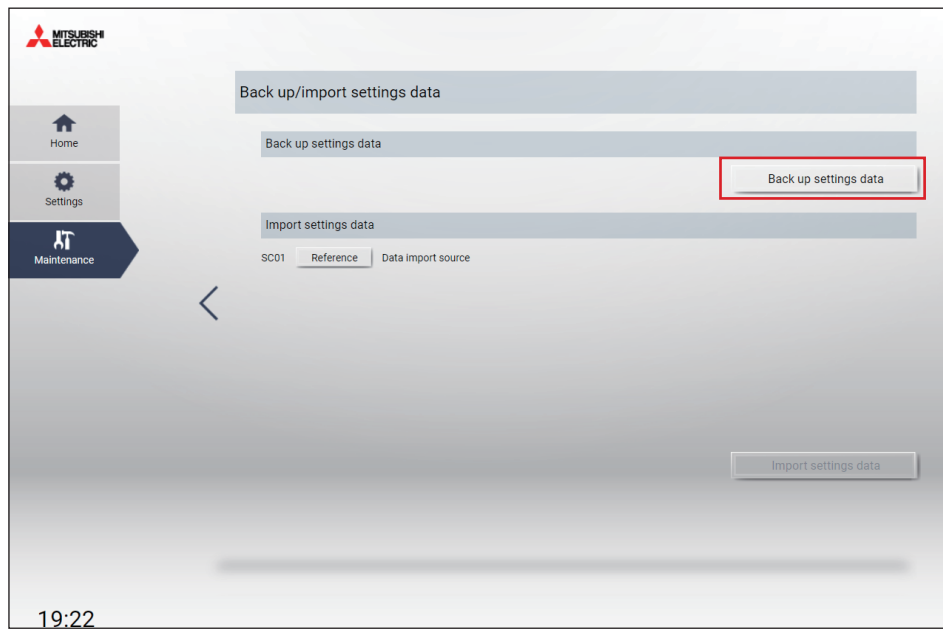 MITSUBISHI
ELECTRIC
Back up/import settings data
Home
Back up settings data
Back up settings data
Settings
Import settings data
Maintenance
SC01 Reference Data import source
Import settings data
19:22